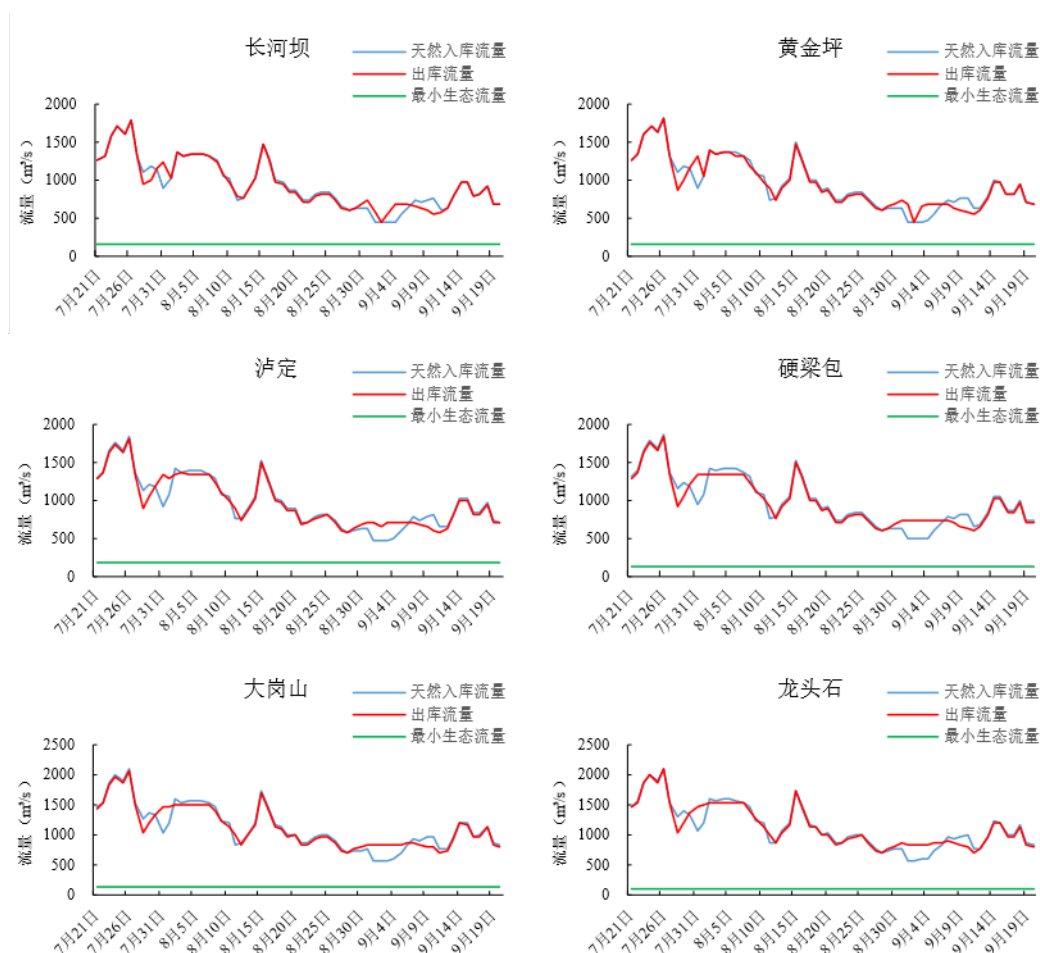 长河坝
天然入库流量
出库流量
最小生态流量
流量（m³/s）
2000
1500
1000
500
0
7月21日 7月26日 7月31日 8月5日 8月10日 8月15日 8月20日 8月25日 8月30日 9月4日 9月9日 9月14日 9月19日
黄金坪
天然入库流量
出库流量
最小生态流量
流量（m³/s）
2000
1500
1000
500
0
7月21日 7月26日 7月31日 8月5日 8月10日 8月15日 8月20日 8月25日 8月30日 9月4日 9月9日 9月14日 9月19日
泸定
天然入库流量
出库流量
最小生态流量
流量（m³/s）
2000
1500
1000
500
0
7月21日 7月26日 7月31日 8月5日 8月10日 8月15日 8月20日 8月25日 8月30日 9月4日 9月9日 9月14日 9月19日
硬梁包
天然入库流量
出库流量
最小生态流量
流量（m³/s）
2000
1500
1000
500
0
7月21日 7月26日 7月31日 8月5日 8月10日 8月15日 8月20日 8月25日 8月30日 9月4日 9月9日 9月14日 9月19日
大岗山
天然入库流量
出库流量
最小生态流量
流量（m³/s）
2500
2000
1500
1000
500
0
7月21日 7月26日 7月31日 8月5日 8月10日 8月15日 8月20日 8月25日 8月30日 9月4日 9月9日 9月14日 9月19日
龙头石
天然入库流量
出库流量
最小生态流量
流量（m³/s）
2500
2000
1500
1000
500
0
7月21日 7月26日 7月31日 8月5日 8月10日 8月15日 8月20日 8月25日 8月30日 9月4日 9月9日 9月14日 9月19日